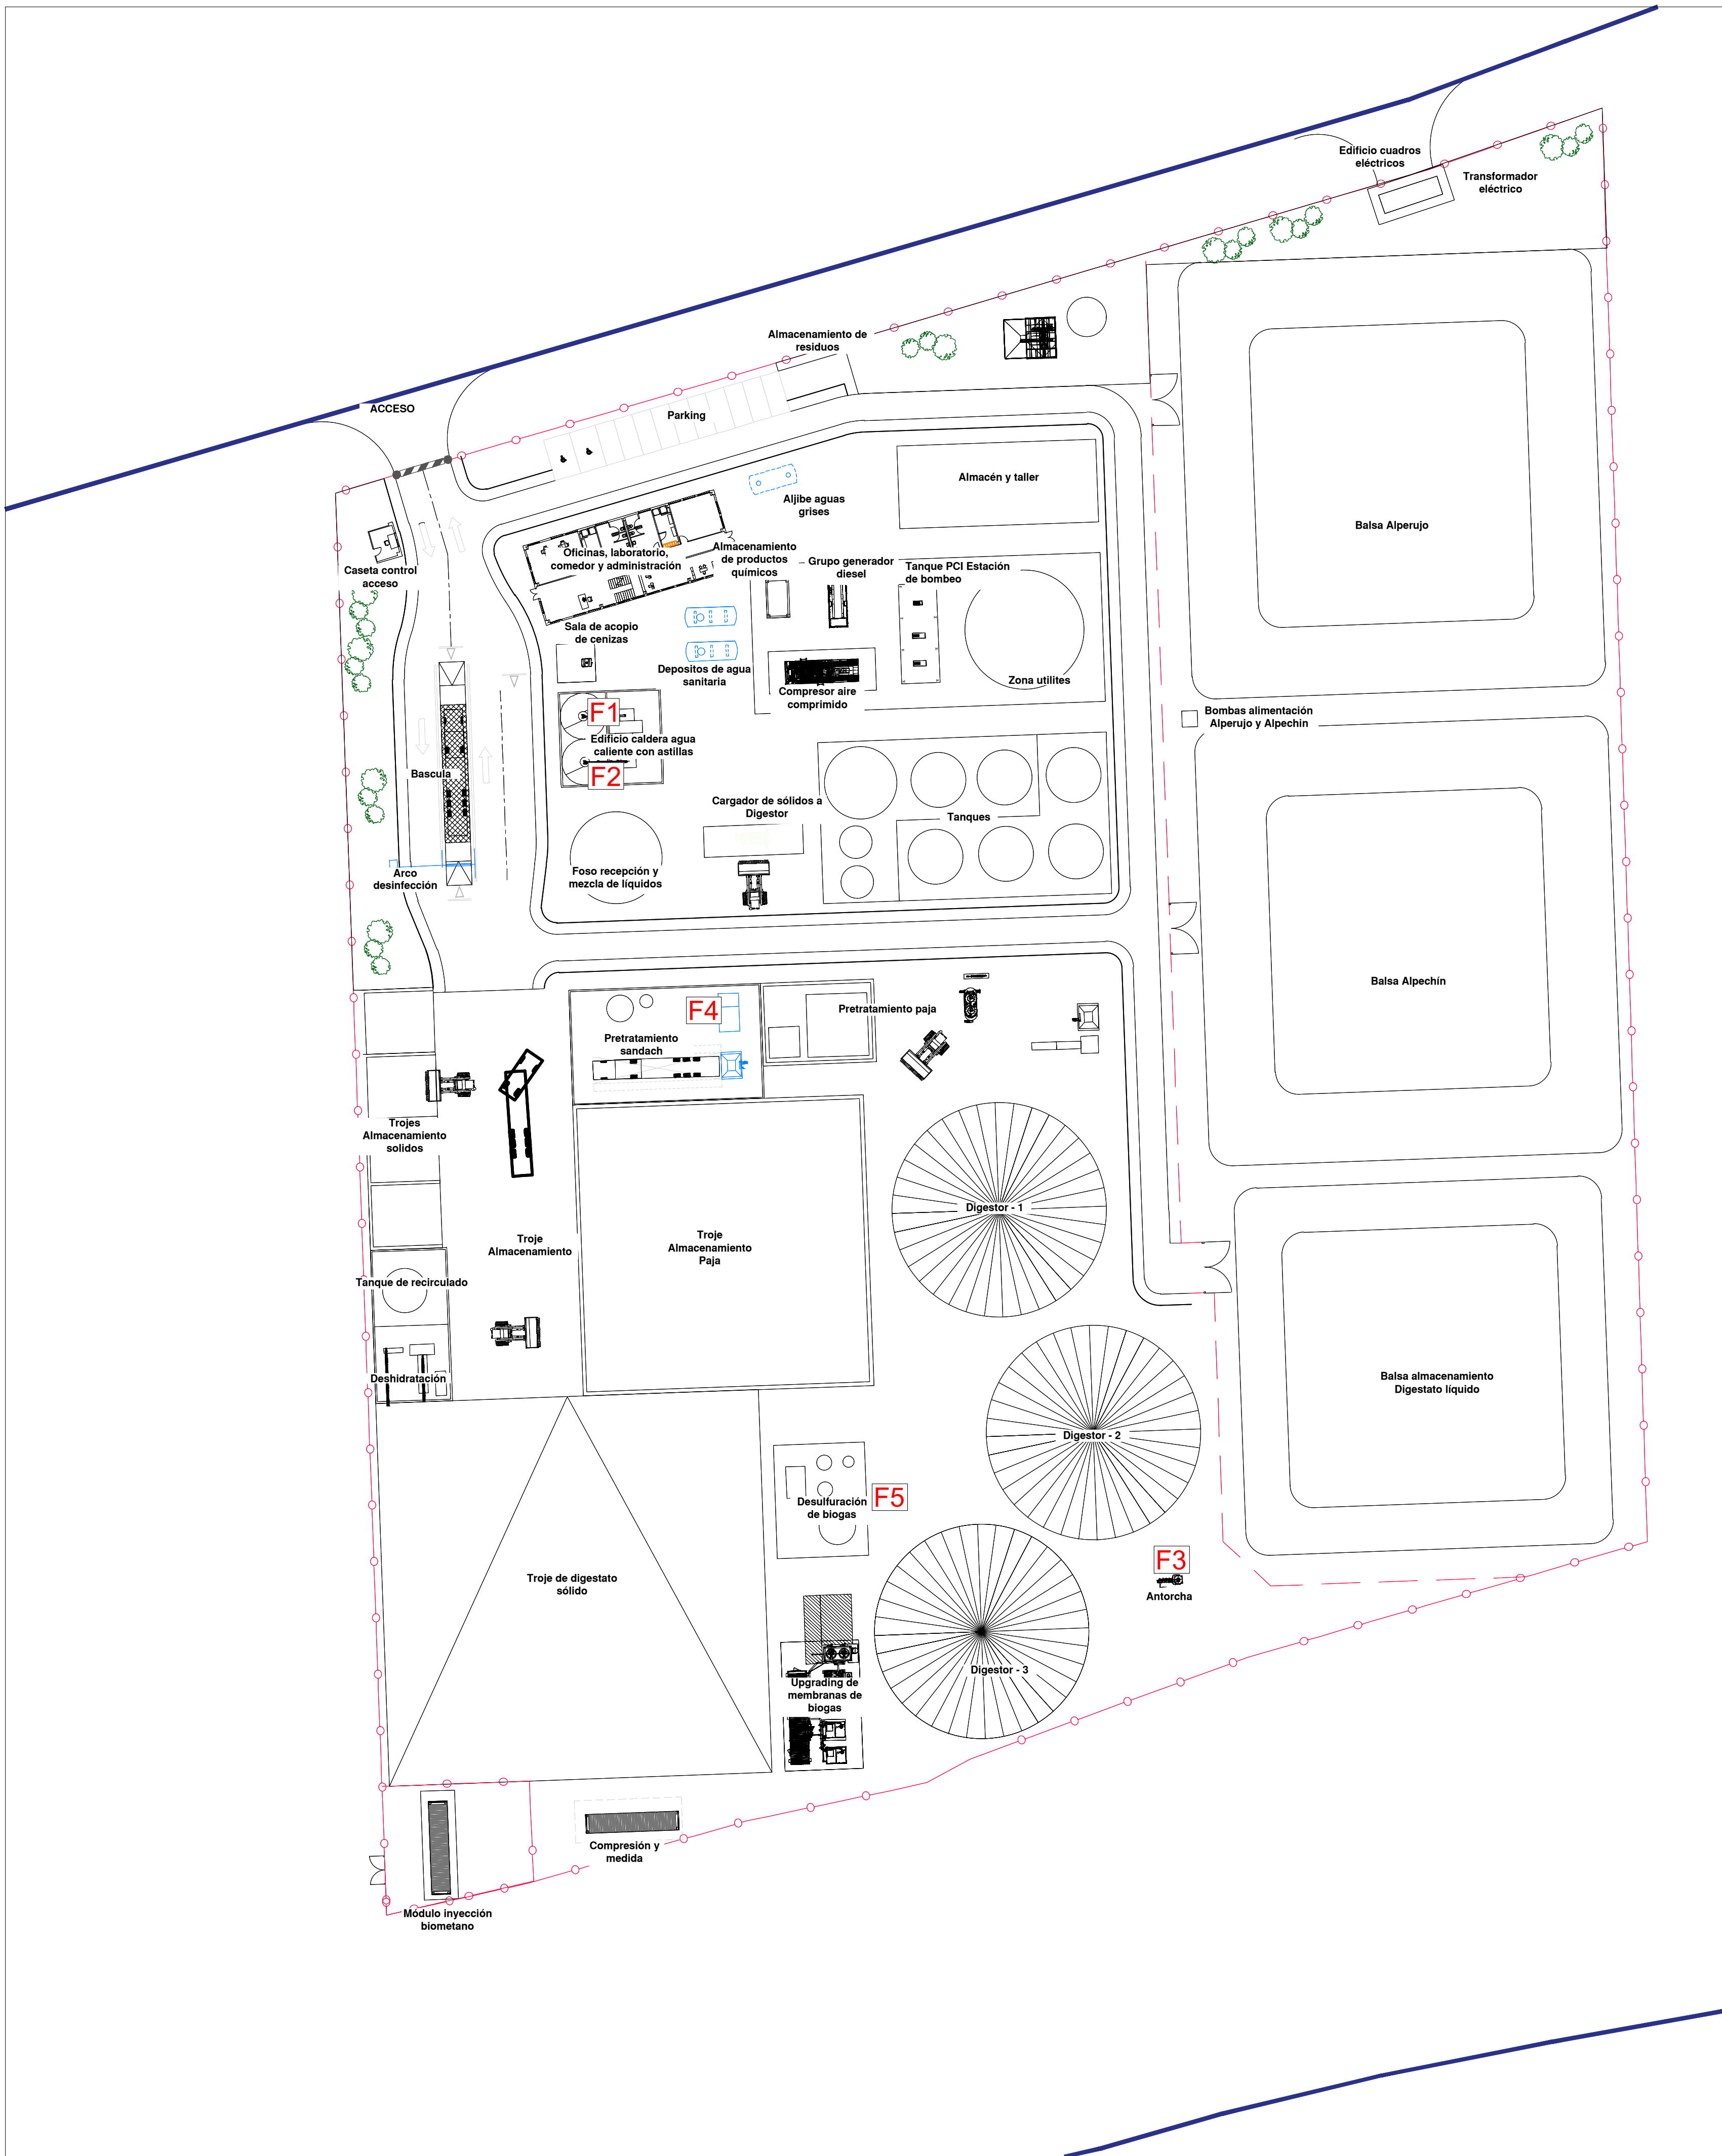 Edificio cuadros
eléctricos
Transformador
eléctrico
Almacenamiento de
residuos
ACCESO
Parking
Almacén y taller
Aljibe aguas
grises
Balsa Alperujo
Oficinas, laboratorio,
comedor y administración
Almacenamiento
de productos
químicos
Grupo generador
diesel
Tanque PCI Estación
de bombeo
Caseta control
acceso
Sala de acopio
de cenizas
Depositos de agua
sanitaria
Zona utilites
Compresor aire
comprimido
F1
Bombas alimentación
Alperujo y Alpechin
Edificio caldera agua
caliente con astillas
F2
Bascula
Cargador de sólidos a
Digestor
Tanques
Arco
desinfección
Foso recepción y
mezcla de líquidos
Balsa Alpechín
F4
Pretratamiento paja
Pretratamiento
sandach
Trojes
Almacenamiento
solidos
Digestor - 1
Troje
Almacenamiento
Troje
Almacenamiento
Paja
Tanque de recirculado
Deshidratación
Balsa almacenamiento
Digestato líquido
Digestor - 2
F5
Desulfuración
de biogas
F3
Antorcha
Troje de digestato
sólido
Digestor - 3
Upgrading de
membranas de
biogas
Compresión y
medida
Módulo inyección
biometano